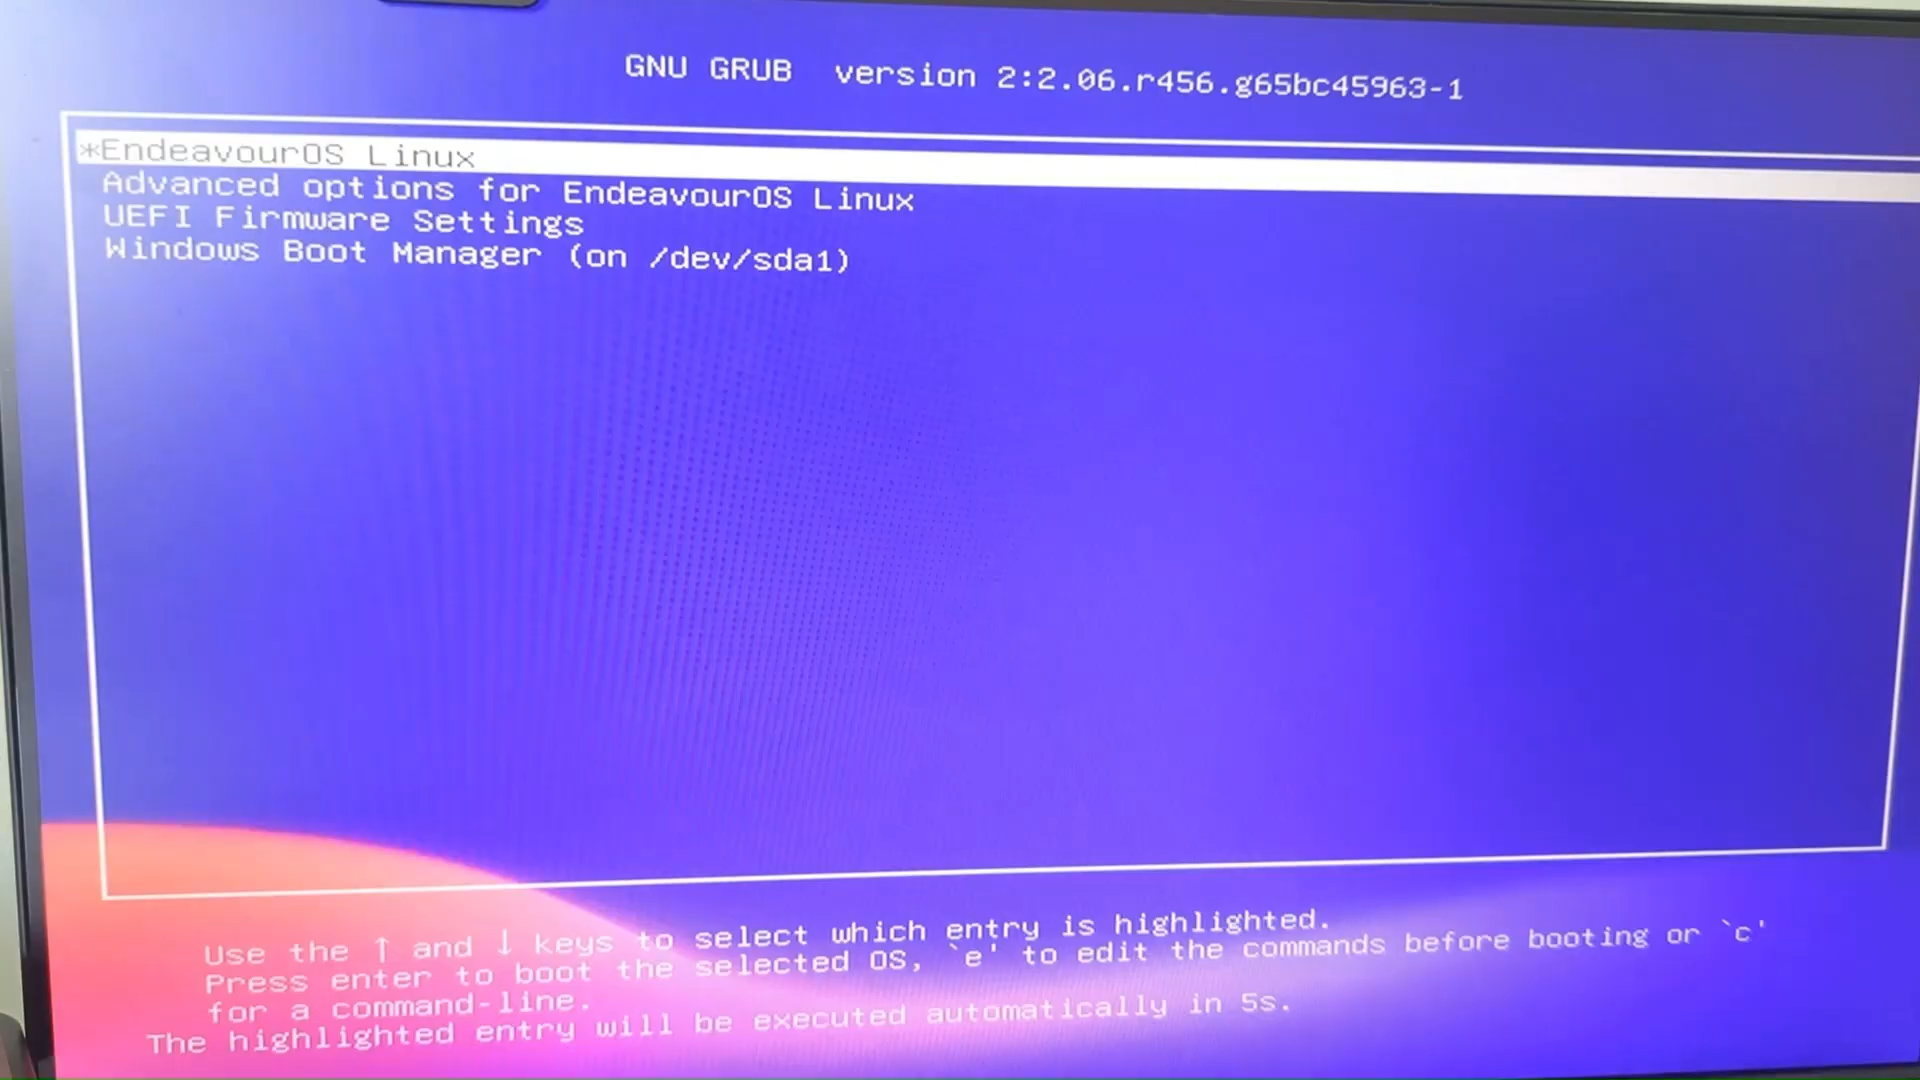 GNU GRUB version 2:2.06.r456.g65bc45963-1
*EndeavourOS Linux
Advanced options for EndeavourOS Linux
UEFI Firmware Settings
Windows Boot Manager (on /dev/sda1)
Use the ↑ and ↓ keys to select which entry is highlighted.
Press enter to boot the selected OS, `e' to edit the commands before booting or `c'
for a command-line.
The highlighted entry will be executed automatically in 5s.